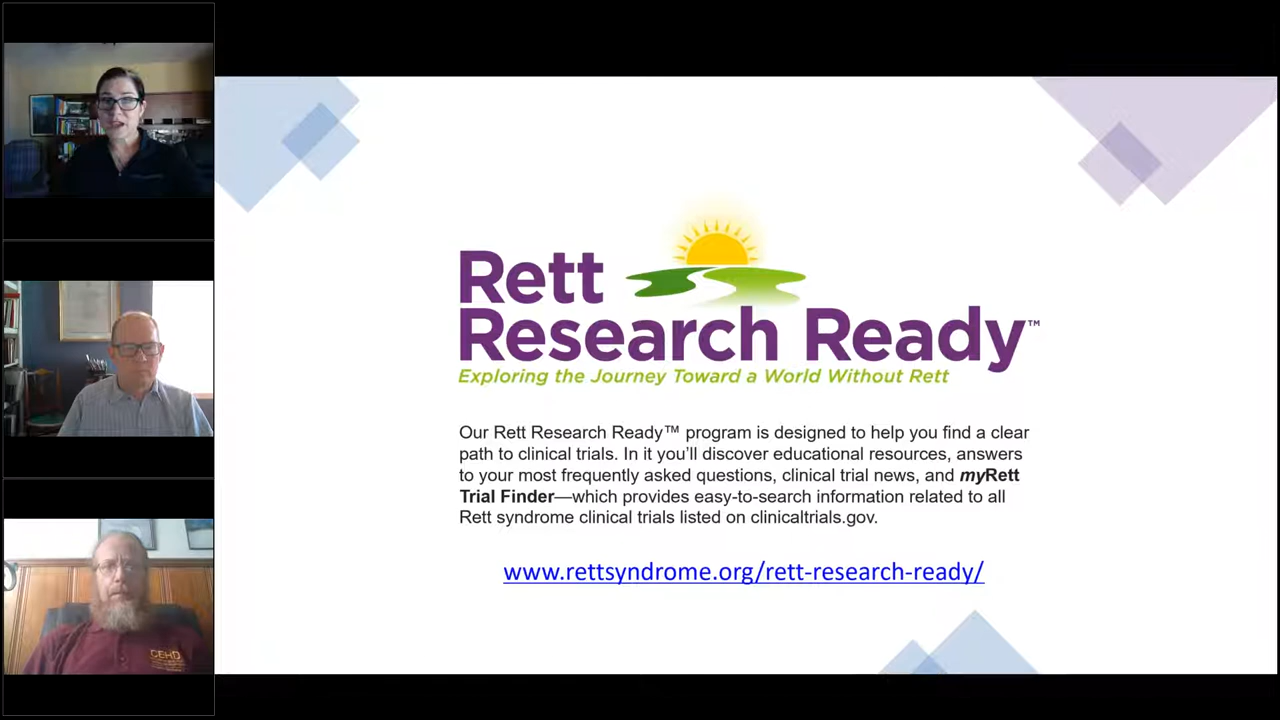 Rett
Research Ready™
Exploring the Journey Toward a World Without Rett
Our Rett Research Ready™ program is designed to help you find a clear
path to clinical trials. In it you’ll discover educational resources, answers
to your most frequently asked questions, clinical trial news, and myRett
Trial Finder—which provides easy-to-search information related to all
Rett syndrome clinical trials listed on clinicaltrials.gov.
www.rettsyndrome.org/rett-research-ready/
CEHD